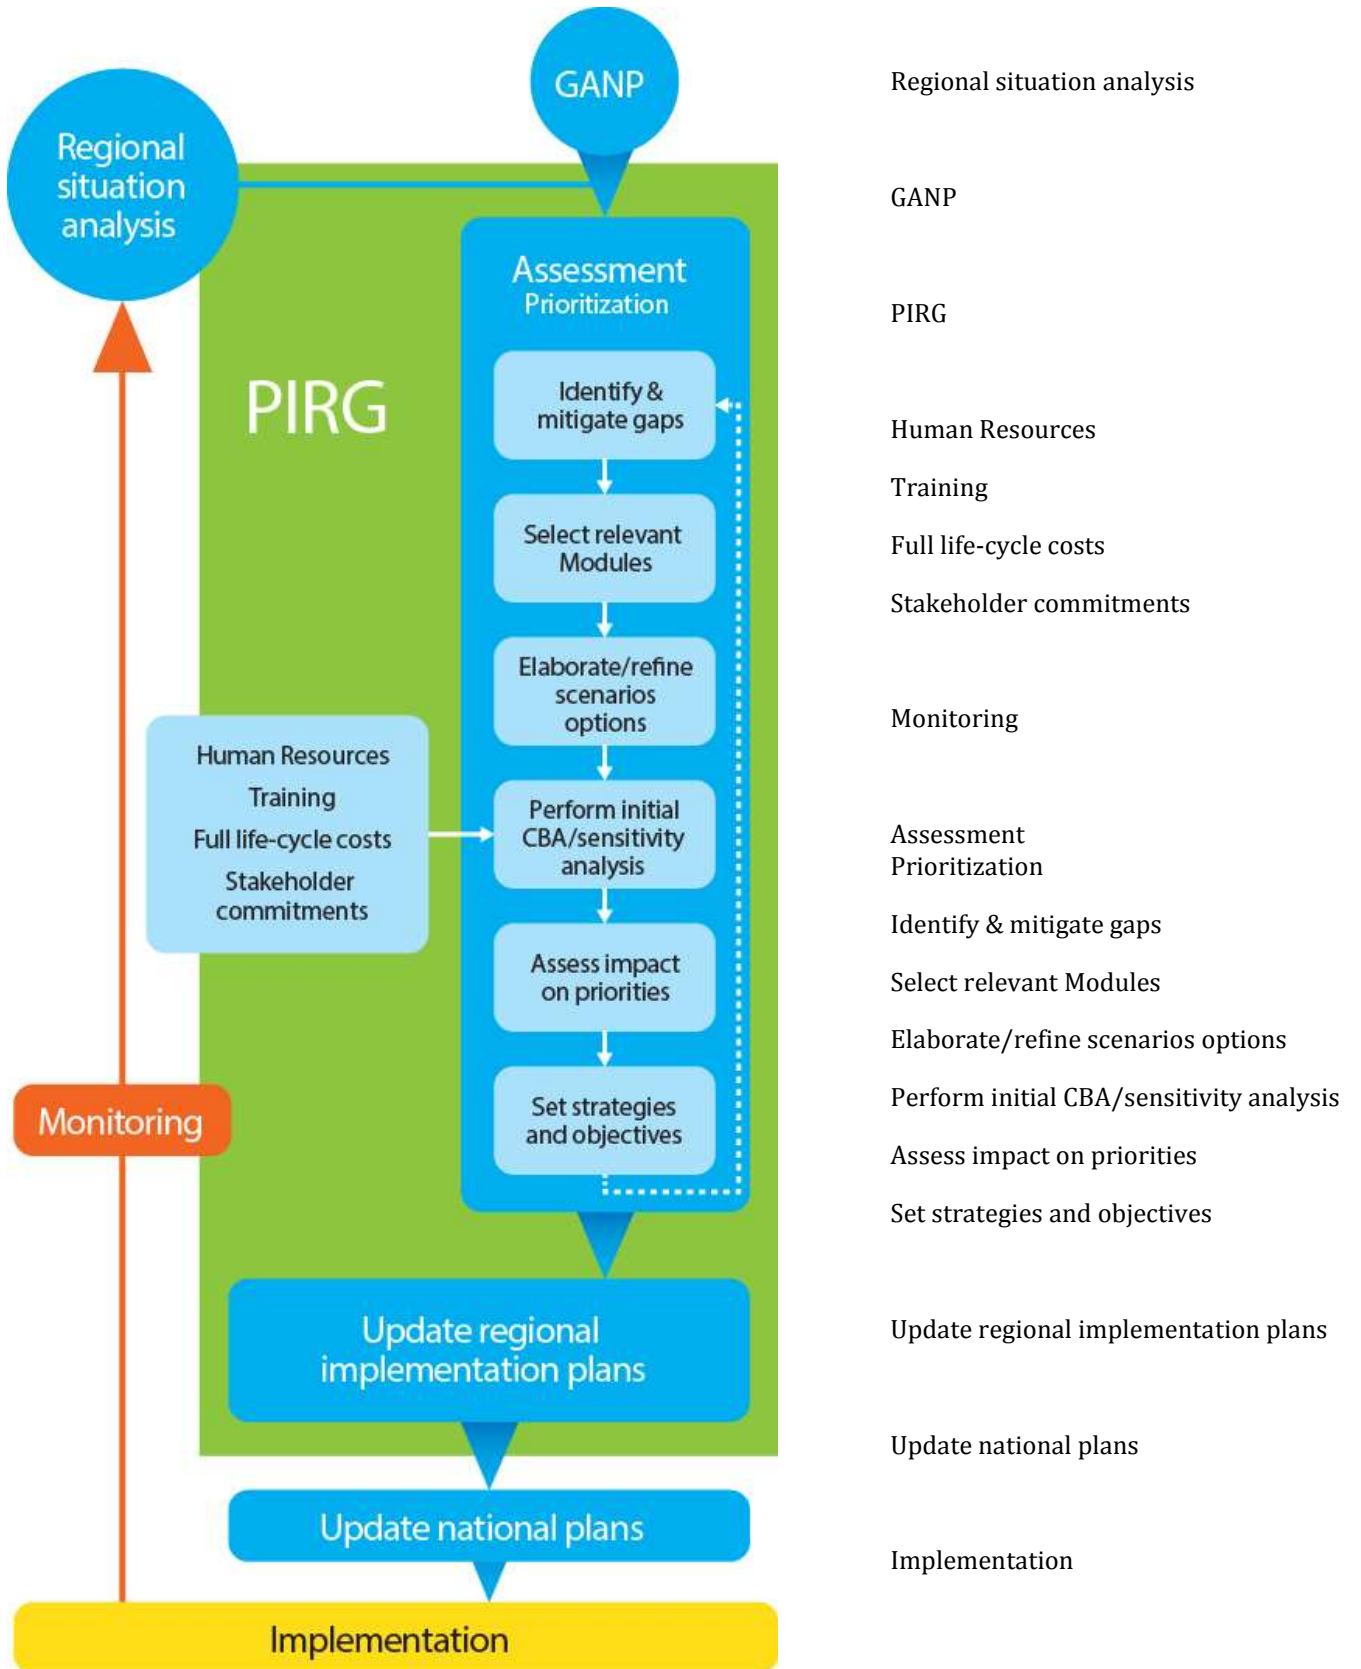 GANP
Regional
situation
analysis
Assessment
Prioritization
Identify &
mitigate gaps
PIRG
Select relevant
Modules
Elaborate/refine
scenarios
options
Human Resources
Training
Full life-cycle costs
Stakeholder
commitments
Perform initial
CBA/sensitivity
analysis
Assess impact
on priorities
Set strategies
and objectives
Monitoring
Update regional
implementation plans
Update national plans
Implementation
Regional situation analysis
GANP
PIRG
Human Resources
Training
Full life-cycle costs
Stakeholder commitments
Monitoring
Assessment
Prioritization
Identify & mitigate gaps
Select relevant Modules
Elaborate/refine scenarios options
Perform initial CBA/sensitivity analysis
Assess impact on priorities
Set strategies and objectives
Update regional implementation plans
Update national plans
Implementation